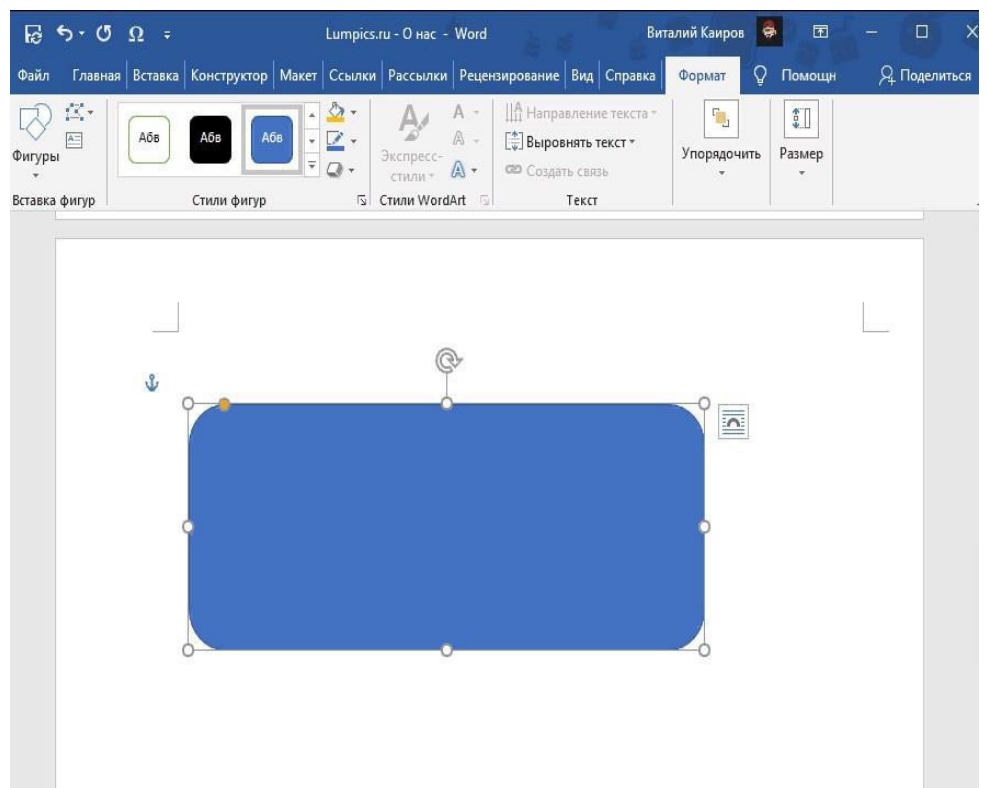 Lumpics.ru - О нас - Word Виталий Каиров
Файл Главная Вставка Конструктор Макет Ссылки Рассылки Рецензирование Вид Справка Формат Помощн Поделиться
Фигуры
Абв Абв Абв
Экспресс-
стили
Направление текста
Выровнять текст
Создать связь
Упорядочить
Размер
Вставка фигур Стили фигур Стили WordArt Текст